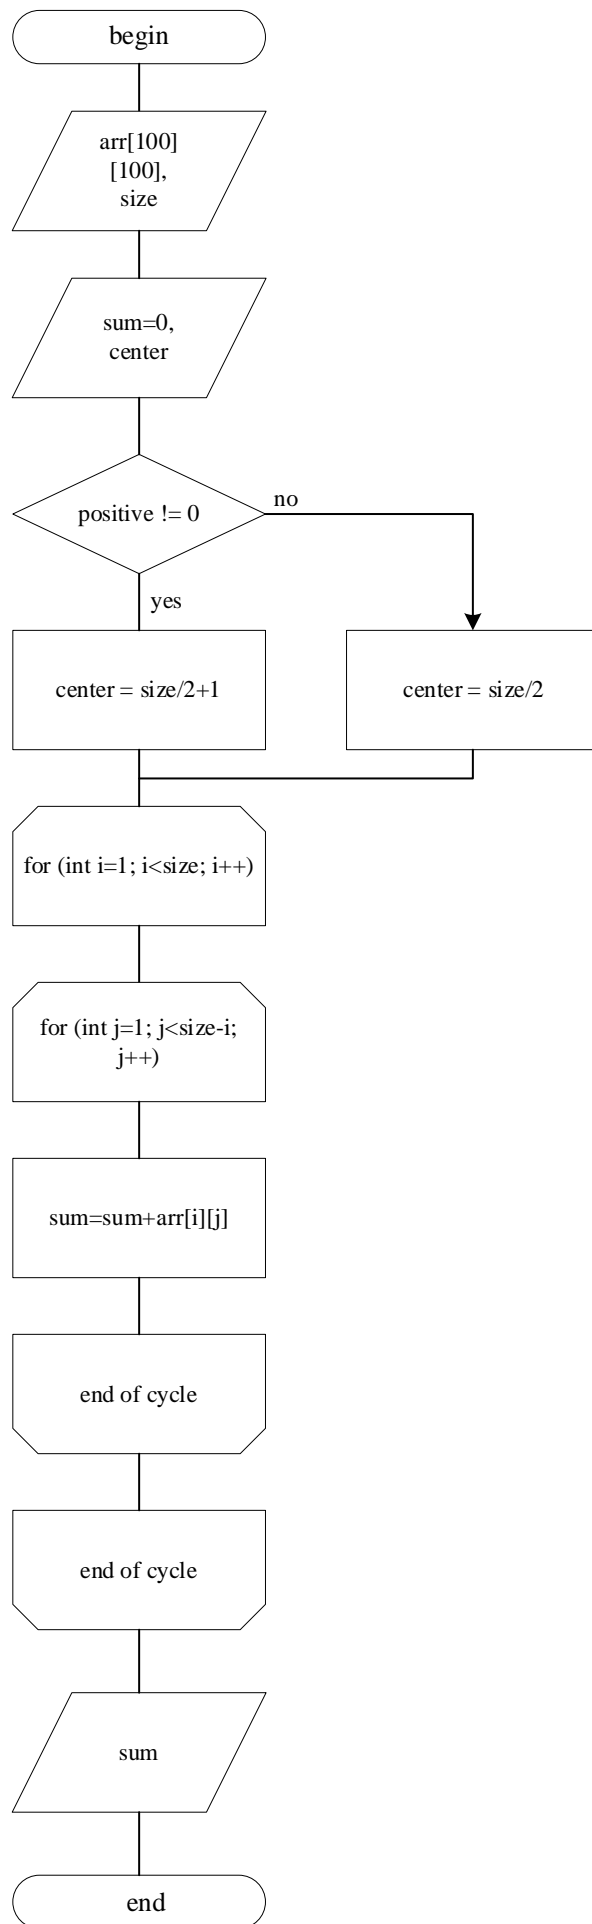 begin
arr[100]
[100],
size
sum=0,
center
positive != 0
no
yes
center = size/2+1
center = size/2
for (int i=1; i<size; i++)
for (int j=1; j<size-i;
j++)
sum=sum+arr[i][j]
end of cycle
end of cycle
sum
end